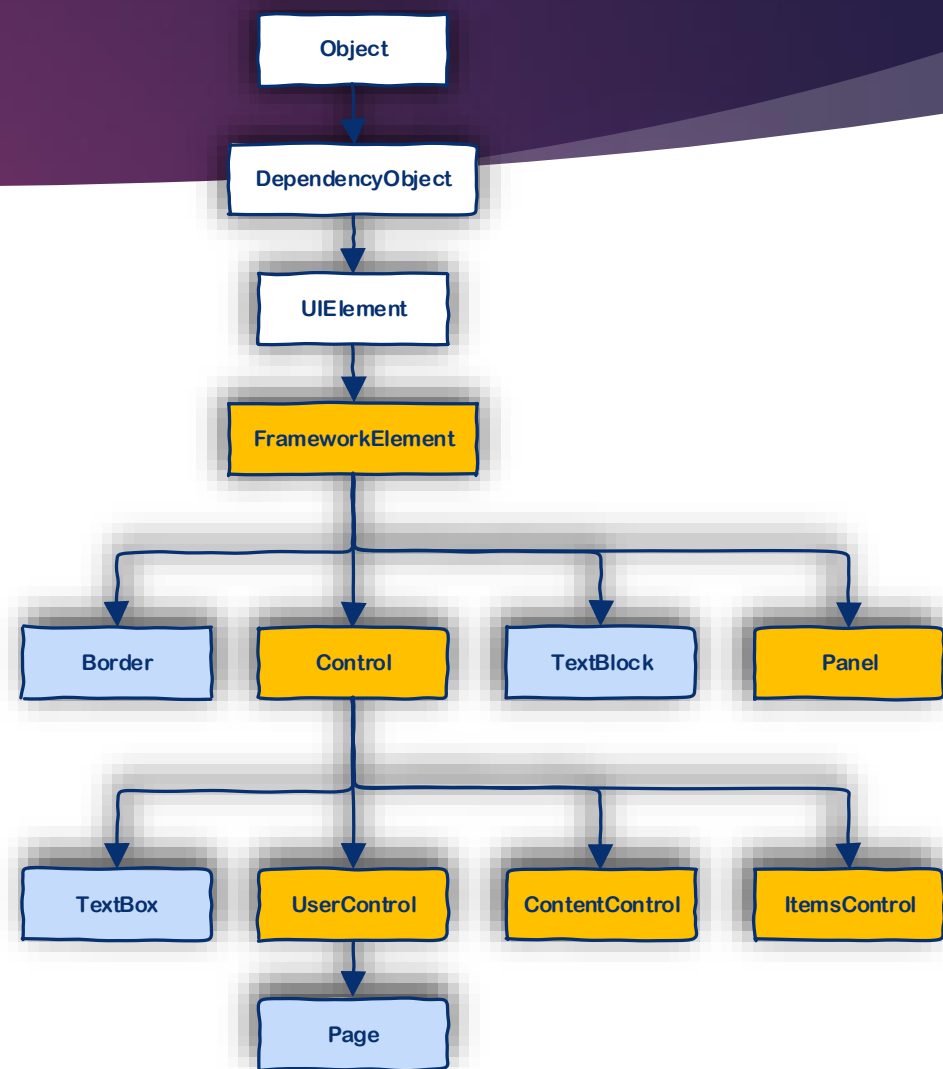 Object
DependencyObject
UIElement
FrameworkElement
Border
Control
TextBlock
Panel
TextBox
UserControl
ContentControl
ItemsControl
Page